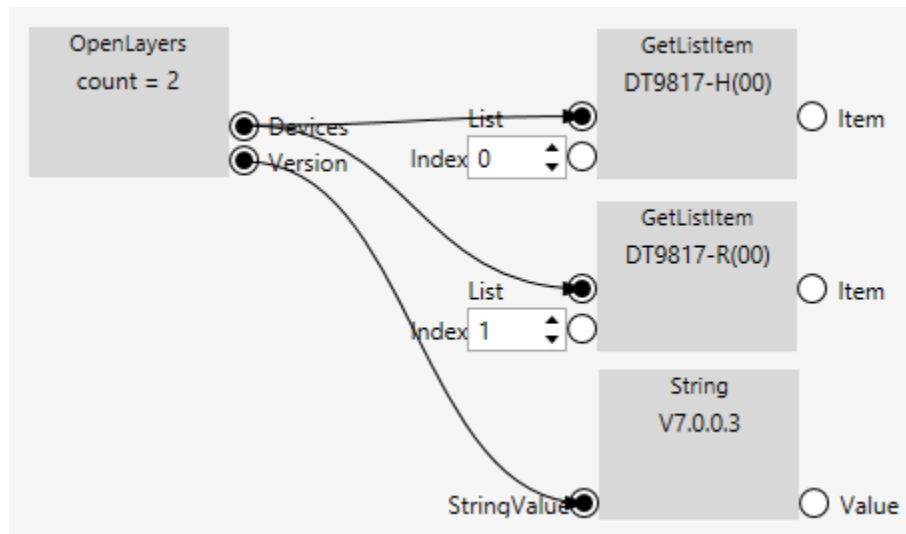 OpenLayers
count = 2
Devices
Version
GetListItem
DT9817-H(00)
List
Index 0
Item
GetListItem
DT9817-R(00)
List
Index 1
Item
String
V7.0.0.3
StringValue
Value